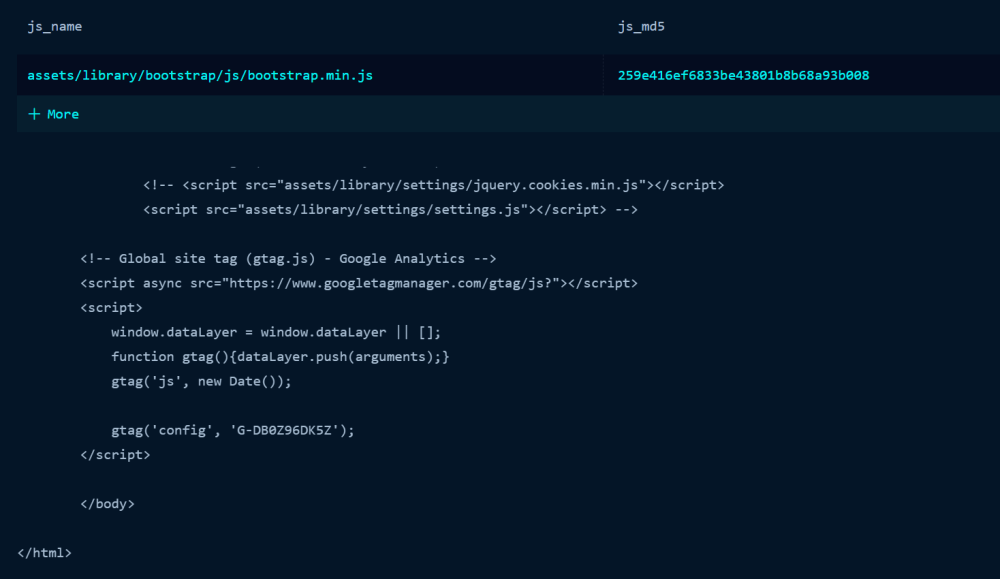 js_name js_md5
assets/library/bootstrap/js/bootstrap.min.js 259e416ef6833be43801b8b68a93b008
+ More
<!-- <script src="assets/library/settings/jquery.cookies.min.js"></script>
<script src="assets/library/settings/settings.js"></script> -->
<!-- Global site tag (gtag.js) - Google Analytics -->
<script async src="https://www.googletagmanager.com/gtag/js?"></script>
<script>
window.dataLayer = window.dataLayer || [];
function gtag(){dataLayer.push(arguments);}
gtag('js', new Date());
gtag('config', 'G-DB0Z96DK5Z');
</script>
</body>
</html>